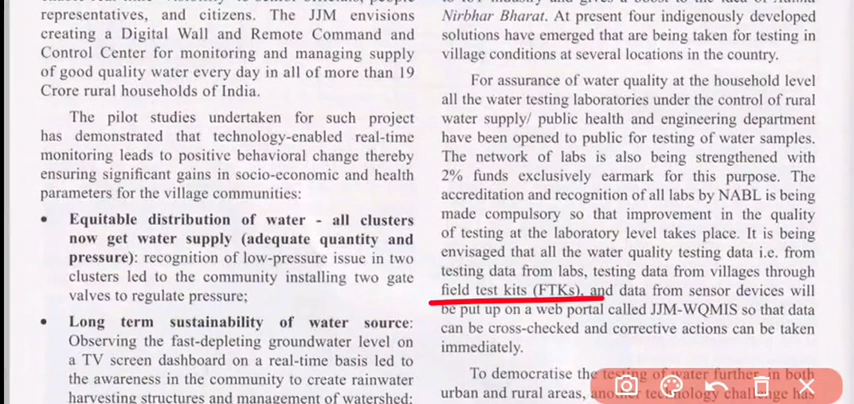 representatives, and citizens. The JJM envisions
creating a Digital Wall and Remote Command and
Control Center for monitoring and managing supply
of good quality water every day in all of more than 19
Crore rural households of India.
The pilot studies undertaken for such project
has demonstrated that technology-enabled real-time
monitoring leads to positive behavioral change thereby
ensuring significant gains in socio-economic and health
parameters for the village communities:
• Equitable distribution of water - all clusters
now get water supply (adequate quantity and
pressure): recognition of low-pressure issue in two
clusters led to the community installing two gate
valves to regulate pressure;
• Long term sustainability of water source:
Observing the fast-depleting groundwater level on
a TV screen dashboard on a real-time basis led to
the awareness in the community to create rainwater
harvesting structures and management of watershed;
Nirbhar Bharat. At present four indigenously developed
solutions have emerged that are being taken for testing in
village conditions at several locations in the country.
For assurance of water quality at the household level
all the water testing laboratories under the control of rural
water supply/ public health and engineering department
have been opened to public for testing of water samples.
The network of labs is also being strengthened with
2% funds exclusively earmark for this purpose. The
accreditation and recognition of all labs by NABL is being
made compulsory so that improvement in the quality
of testing at the laboratory level takes place. It is being
envisaged that all the water quality testing data i.e. from
testing data from labs, testing data from villages through
field test kits (FTKs), and data from sensor devices will
be put up on a web portal called JJM-WQMIS so that data
can be cross-checked and corrective actions can be taken
immediately.
To democratise the testing of water further, in both
urban and rural areas, another technology challenge has